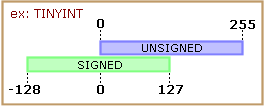 ex: TINYINT
0 255
UNSIGNED
SIGNED
-128 0 127